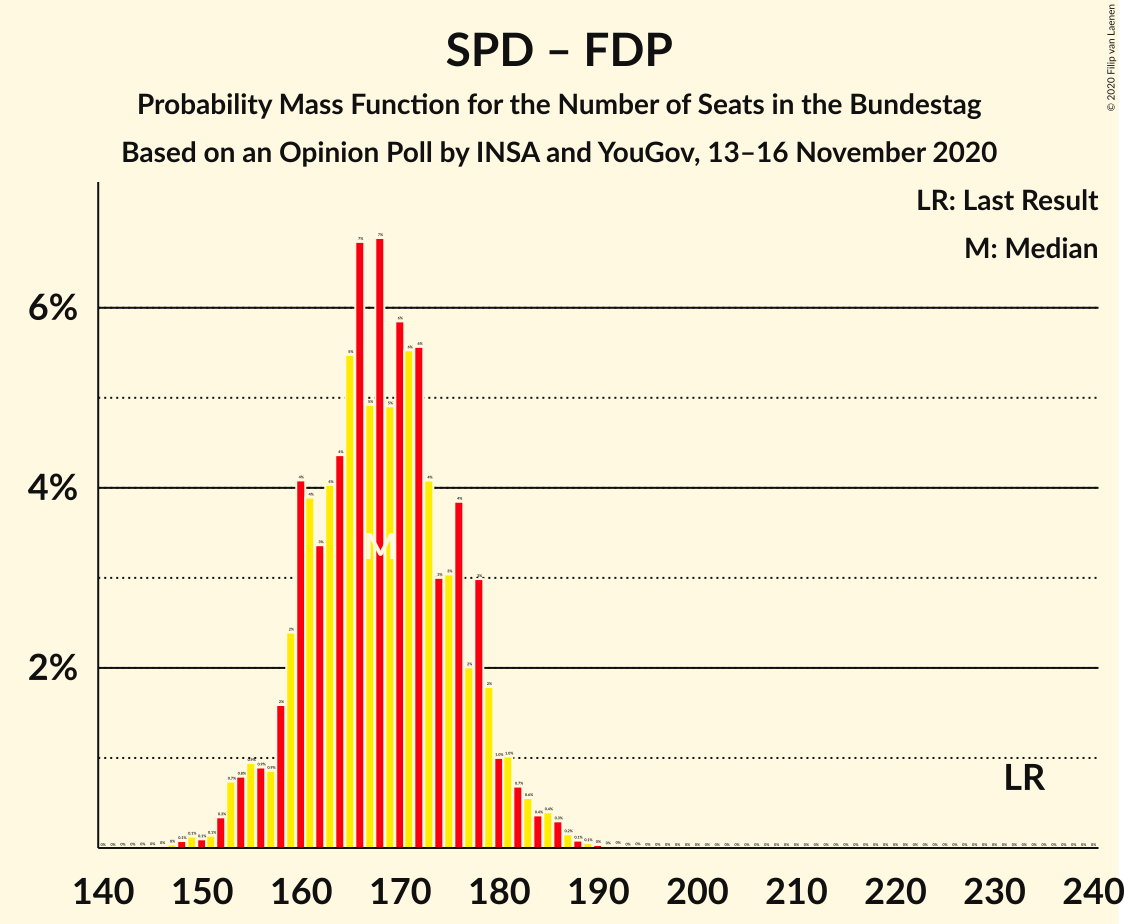 SPD – FDP
Probability Mass Function for the Number of Seats in the Bundestag
Based on an Opinion Poll by INSA and YouGov, 13–16 November 2020
© 2020 Filip van Laenen
LR: Last Result
M: Median
6%
4%
2%
M
LR
140 150 160 170 180 190 200 210 220 230 240